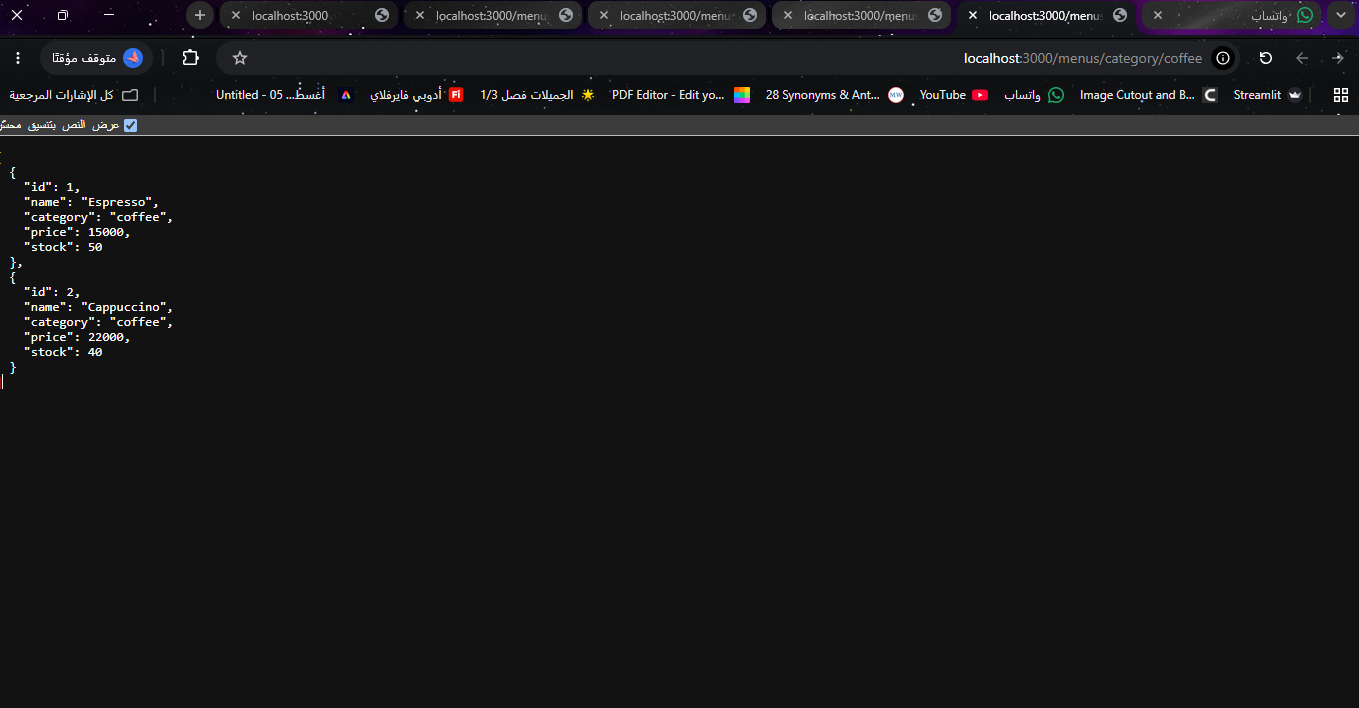 localhost:3000
localhost:3000/menu
localhost:3000/menu
localhost:3000/menu
localhost:3000/menus
واتساب
متوقف مؤقتًا
localhost:3000/menus/category/coffee
كل الإشارات المرجعية
Untitled - 05 أغسط...
أدوبي فايرفلاي
الجميلات فصل 1/3
PDF Editor - Edit yo...
28 Synonyms & Ant...
YouTube
واتساب
Image Cutout and B...
Streamlit
عرض النص بتنسيق محسّ
{
"id": 1,
"name": "Espresso",
"category": "coffee",
"price": 15000,
"stock": 50
},
{
"id": 2,
"name": "Cappuccino",
"category": "coffee",
"price": 22000,
"stock": 40
}